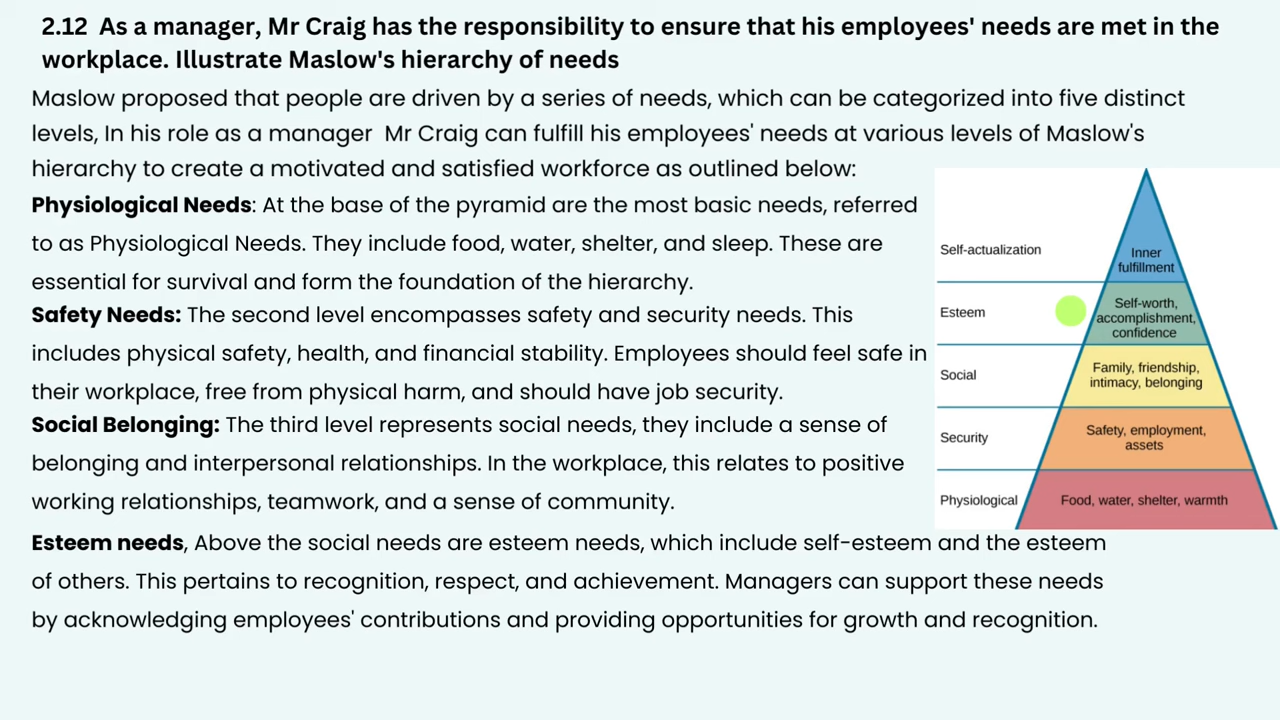 2.12 As a manager, Mr Craig has the responsibility to ensure that his employees' needs are met in the
workplace. Illustrate Maslow's hierarchy of needs
Maslow proposed that people are driven by a series of needs, which can be categorized into five distinct
levels, In his role as a manager Mr Craig can fulfill his employees' needs at various levels of Maslow's
hierarchy to create a motivated and satisfied workforce as outlined below:
Physiological Needs: At the base of the pyramid are the most basic needs, referred
to as Physiological Needs. They include food, water, shelter, and sleep. These are
essential for survival and form the foundation of the hierarchy.
Safety Needs: The second level encompasses safety and security needs. This
includes physical safety, health, and financial stability. Employees should feel safe in
their workplace, free from physical harm, and should have job security.
Social Belonging: The third level represents social needs, they include a sense of
belonging and interpersonal relationships. In the workplace, this relates to positive
working relationships, teamwork, and a sense of community.
Esteem needs, Above the social needs are esteem needs, which include self-esteem and the esteem
of others. This pertains to recognition, respect, and achievement. Managers can support these needs
by acknowledging employees' contributions and providing opportunities for growth and recognition.
Self-actualization
Inner
fulfillment
Esteem
Self-worth,
accomplishment,
confidence
Social
Family, friendship,
intimacy, belonging
Security
Safety, employment,
assets
Physiological
Food, water, shelter, warmth